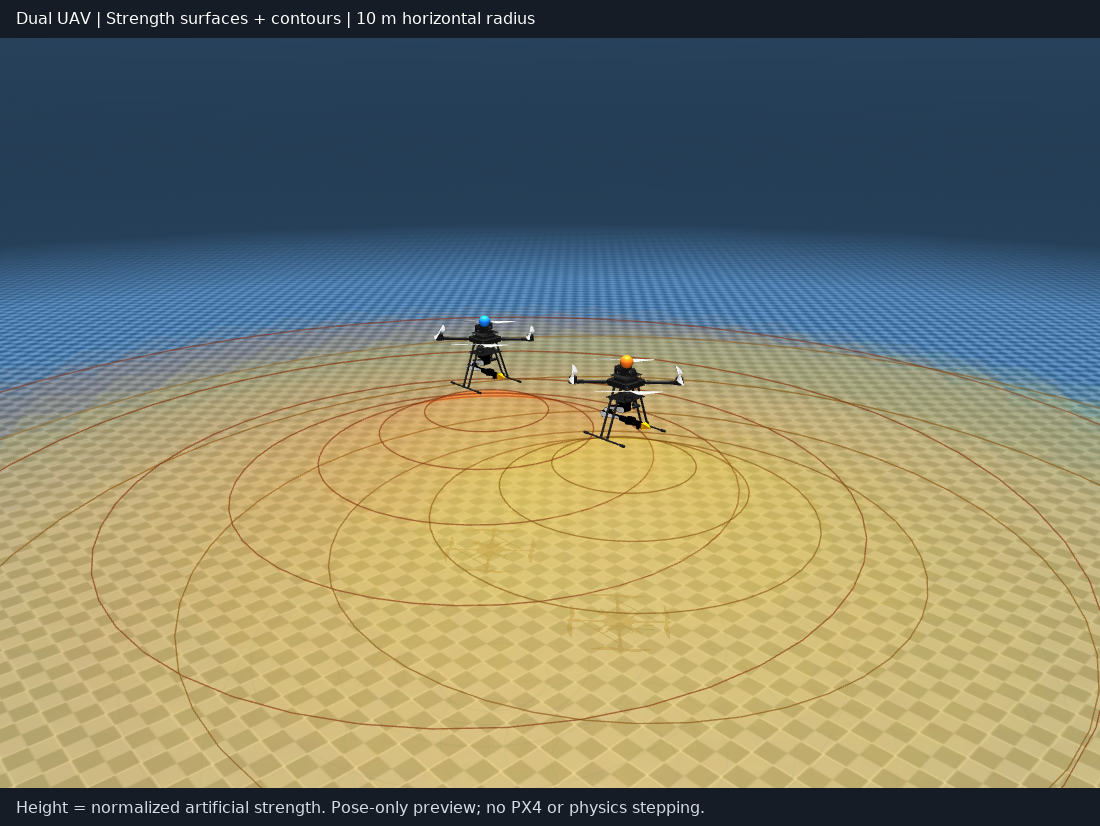 Dual UAV | Strength surfaces + contours | 10 m horizontal radius
Height = normalized artificial strength. Pose-only preview; no PX4 or physics stepping.